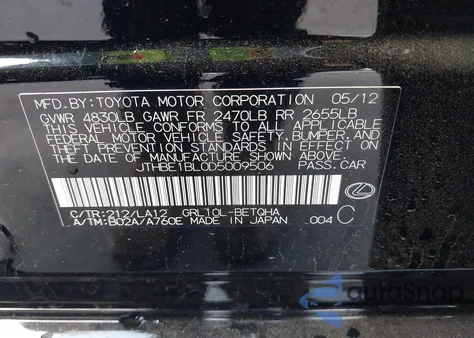 MFD.BY:TOYOTA MOTOR CORPORATION 05/12
GVWR 4830LB GAWR FR 2470LB RR 2655LB
THIS VEHICLE CONFORMS TO ALL APPLICABLE
FEDERAL MOTOR VEHICLE SAFETY,BUMPER,AND
THEFT PREVENTION STANDARDS IN EFFECT ON
THE DATE OF MANUFACTURE SHOWN ABOVE.
JTHBE1BL0D5009506 PASS.CAR
C/TR:212/LA12 GRL10L-BETQHA
A/TM:B02A/A760E MADE IN JAPAN .004 C
autoSnap